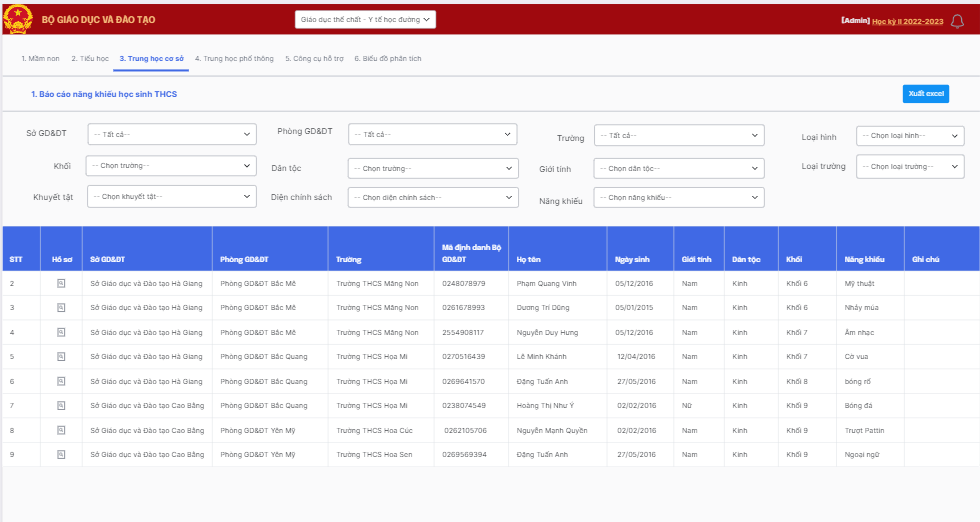 BỘ GIÁO DỤC VÀ ĐÀO TẠO
Giáo dục thể chất - Y tế học đường
[Admin] Học kỳ II 2022-2023
1. Mầm non 2. Tiểu học 3. Trung học cơ sở 4. Trung học phổ thông 5. Công cụ hỗ trợ 6. Biểu đồ phân tích
1. Báo cáo năng khiếu học sinh THCS
Xuất excel
Sở GD&ĐT -- Tất cả-- Phòng GD&ĐT -- Tất cả-- Trường -- Tất cả-- Loại hình -- Chọn loại hình--
Khối -- Chọn trường-- Dân tộc -- Chọn trường-- Giới tính -- Chọn dân tộc-- Loại trường -- Chọn loại trường--
Khuyết tật -- Chọn khuyết tật-- Diện chính sách -- Chọn diện chính sách-- Năng khiếu -- Chọn năng khiếu--
STT Hồ sơ Sở GD&ĐT Phòng GD&ĐT Trường Mã định danh Bộ GD&ĐT Họ tên Ngày sinh Giới tính Dân tộc Khối Năng khiếu Ghi chú
2 Sở Giáo dục và Đào tạo Hà Giang Phòng GD&ĐT Bắc Mê Trường THCS Măng Non 0248078979 Phạm Quang Vinh 05/12/2016 Nam Kinh Khối 6 Mỹ thuật
3 Sở Giáo dục và Đào tạo Hà Giang Phòng GD&ĐT Bắc Mê Trường THCS Măng Non 0261678993 Dương Trí Dũng 05/01/2015 Nam Kinh Khối 6 Nhảy múa
4 Sở Giáo dục và Đào tạo Hà Giang Phòng GD&ĐT Bắc Mê Trường THCS Măng Non 2554908117 Nguyễn Duy Hưng 05/12/2016 Nam Kinh Khối 7 Âm nhạc
5 Sở Giáo dục và Đào tạo Hà Giang Phòng GD&ĐT Bắc Quang Trường THCS Họa Mi 0270516439 Lê Minh Khánh 12/04/2016 Nam Kinh Khối 7 Cờ vua
6 Sở Giáo dục và Đào tạo Hà Giang Phòng GD&ĐT Bắc Quang Trường THCS Họa Mi 0269641570 Đặng Tuấn Anh 27/05/2016 Nam Kinh Khối 8 bóng rổ
7 Sở Giáo dục và Đào tạo Cao Bằng Phòng GD&ĐT Bắc Quang Trường THCS Họa Mi 0238074549 Hoàng Thị Như Ý 02/02/2016 Nữ Kinh Khối 9 Bóng đá
8 Sở Giáo dục và Đào tạo Cao Bằng Phòng GD&ĐT Yên Mỹ Trường THCS Hoa Cúc 0262105706 Nguyễn Mạnh Quyền 02/02/2016 Nam Kinh Khối 9 Trượt Pattin
9 Sở Giáo dục và Đào tạo Cao Bằng Phòng GD&ĐT Yên Mỹ Trường THCS Hoa Sen 0269569394 Đặng Tuấn Anh 27/05/2016 Nam Kinh Khối 9 Ngoại ngữ